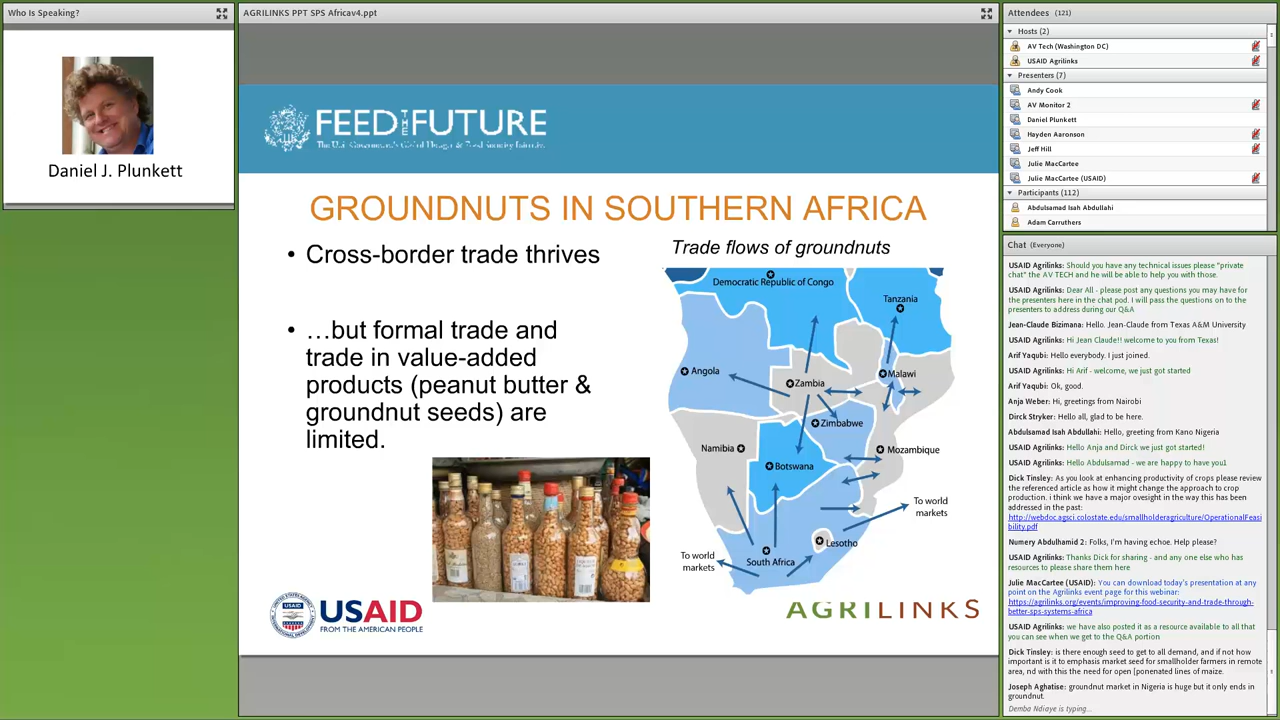 Who Is Speaking?
Daniel J. Plunkett
AGRILINKS PPT SPS Africav4.ppt
FEED THE FUTURE
The U.S. Government's Global Hunger & Food Security Initiative
GROUNDNUTS IN SOUTHERN AFRICA
• Cross-border trade thrives
• …but formal trade and
trade in value-added
products (peanut butter &
groundnut seeds) are
limited.
Trade flows of groundnuts
Democratic Republic of Congo
Tanzania
Angola
Zambia
Malawi
Zimbabwe
Namibia
Mozambique
Botswana
To world
markets
Lesotho
To world
markets
South Africa
USAID
USAID
FROM THE AMERICAN PEOPLE
AGRILINKS
Attendees (121)
Hosts (2)
AV Tech (Washington DC)
USAID Agrilinks
Presenters (7)
Andy Cook
AV Monitor 2
Daniel Plunkett
Hayden Aaronson
Jeff Hill
Julie MacCartee
Julie MacCartee (USAID)
Participants (112)
Abdulsamad Isah Abdullahi
Adam Carruthers
Chat (Everyone)
USAID Agrilinks: Should you have any technical issues please "private
chat" the AV TECH and he will be able to help you with those.
USAID Agrilinks: Dear All - please post any questions you may have for
the presenters here in the chat pod. I will pass the questions on to the
presenters to address during our Q&A
Jean-Claude Bizimana: Hello. Jean-Claude from Texas A&M University
USAID Agrilinks: Hi Jean Claude!! welcome to you from Texas!
Arif Yaqubi: Hello everybody. I just joined.
USAID Agrilinks: Hi Arif - welcome, we just got started
Arif Yaqubi: Ok, good.
Anja Weber: Hi, greetings from Nairobi
Dirck Stryker: Hello all, glad to be here.
Abdulsamad Isah Abdullahi: Hello, greeting from Kano Nigeria
USAID Agrilinks: Hello Anja and Dirck we just got started!
USAID Agrilinks: Hello Abdulsamad - we are happy to have you1
Dick Tinsley: As you look at enhancing productivity of crops please review
the referenced article as how it might change the approach to crop
production. i think we have a major ovesight in the way this has been
addressed in the past:
http://webdoc.agsci.colostate.edu/smallholderagriculture/OperationalFeasi
bility.pdf
Numery Abdulhamid 2: Folks, I'm having echoe. Help please?
USAID Agrilinks: Thanks Dick for sharing - and any one else who has
resources to please share them here
Julie MacCartee (USAID): You can download today's presentation at any
point on the Agrilinks event page for this webinar:
https://agrilinks.org/events/improving-food-security-and-trade-through-
better-sps-systems-africa
USAID Agrilinks: we have also posted it as a resource available to all that
you can see when we get to the Q&A portion
Dick Tinsley: is there enough seed to get to all demand, and if not how
important is it to emphasis market seed for smallholder farmers in remote
area, nd with this the need for open [ponenated lines of maize.
Joseph Aghatise: groundnut market in Nigeria is huge but it only ends in
groundnut.
Demba Ndiaye is typing...